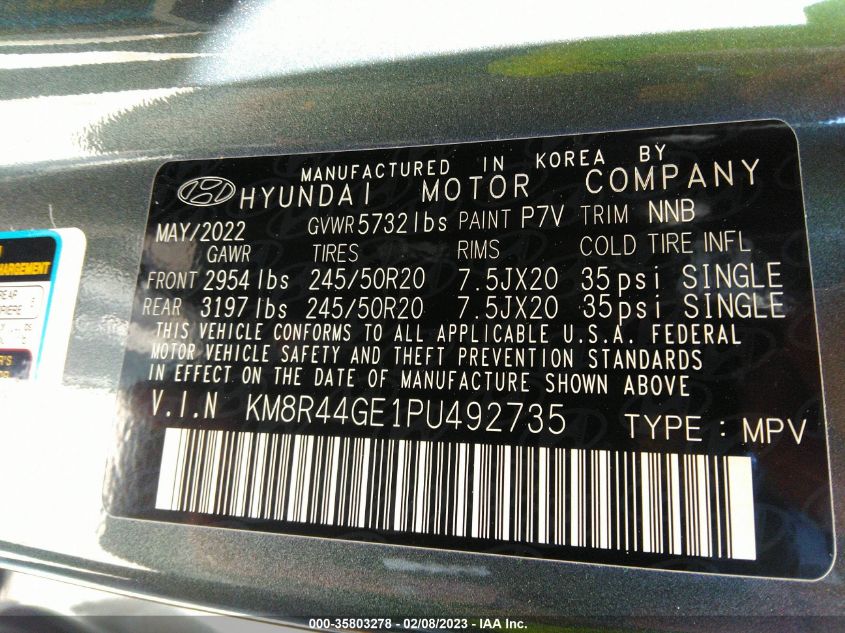 MANUFACTURED IN KOREA BY
HYUNDAI MOTOR COMPANY
MAY/2022 GVWR 5732 lbs PAINT P7V TRIM NNB
GAWR TIRES RIMS COLD TIRE INFL
FRONT 2954 lbs 245/50R20 7.5JX20 35psi SINGLE
REAR 3197 lbs 245/50R20 7.5JX20 35psi SINGLE
THIS VEHICLE CONFORMS TO ALL APPLICABLE U.S.A. FEDERAL
MOTOR VEHICLE SAFETY AND THEFT PREVENTION STANDARDS
IN EFFECT ON THE DATE OF MANUFACTURE SHOWN ABOVE
V.I.N KM8R44GE1PU492735 TYPE : MPV
000-35803278 - 02/08/2023 - IAA Inc.